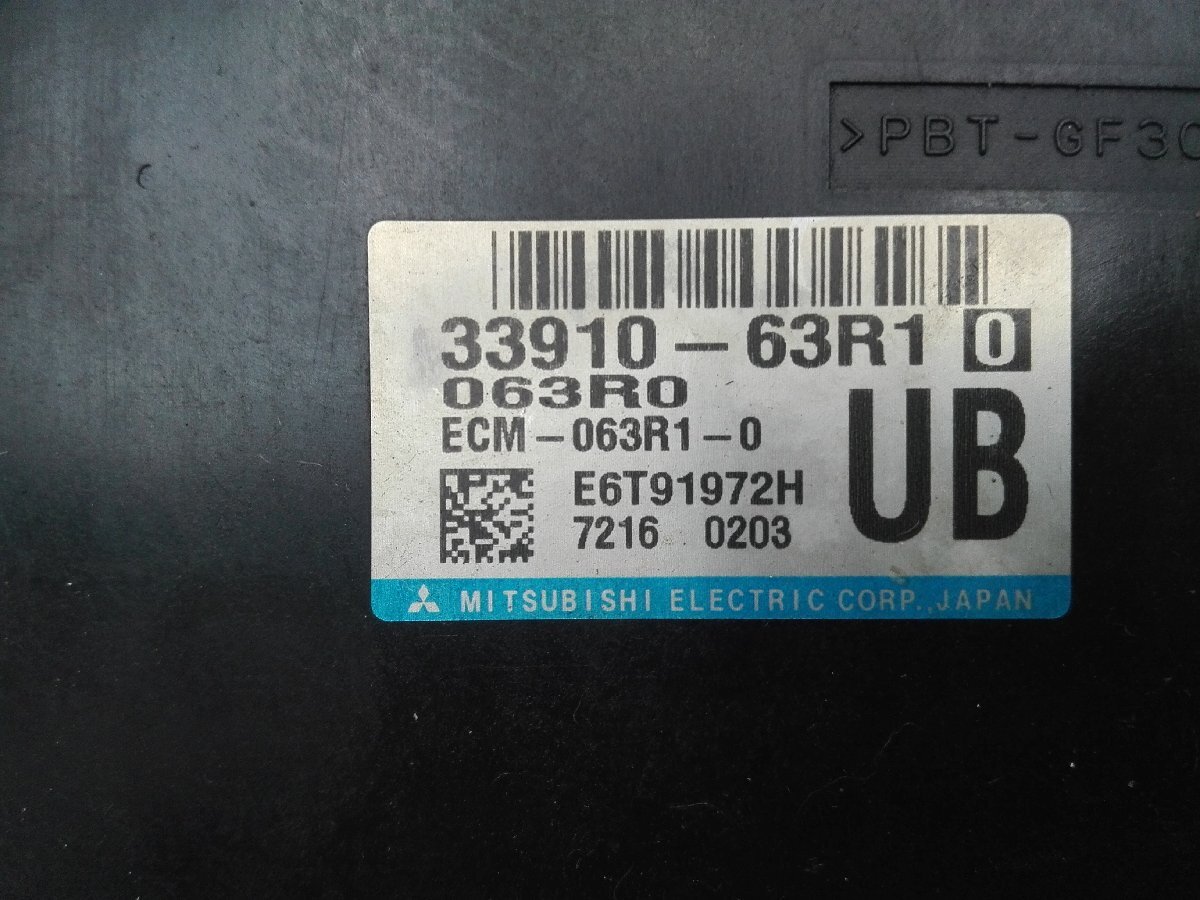 >PBT-GF30
33910-63R1 0
063R0
ECM-063R1-0
UB
E6T91972H
7216 0203
MITSUBISHI ELECTRIC CORP.,JAPAN